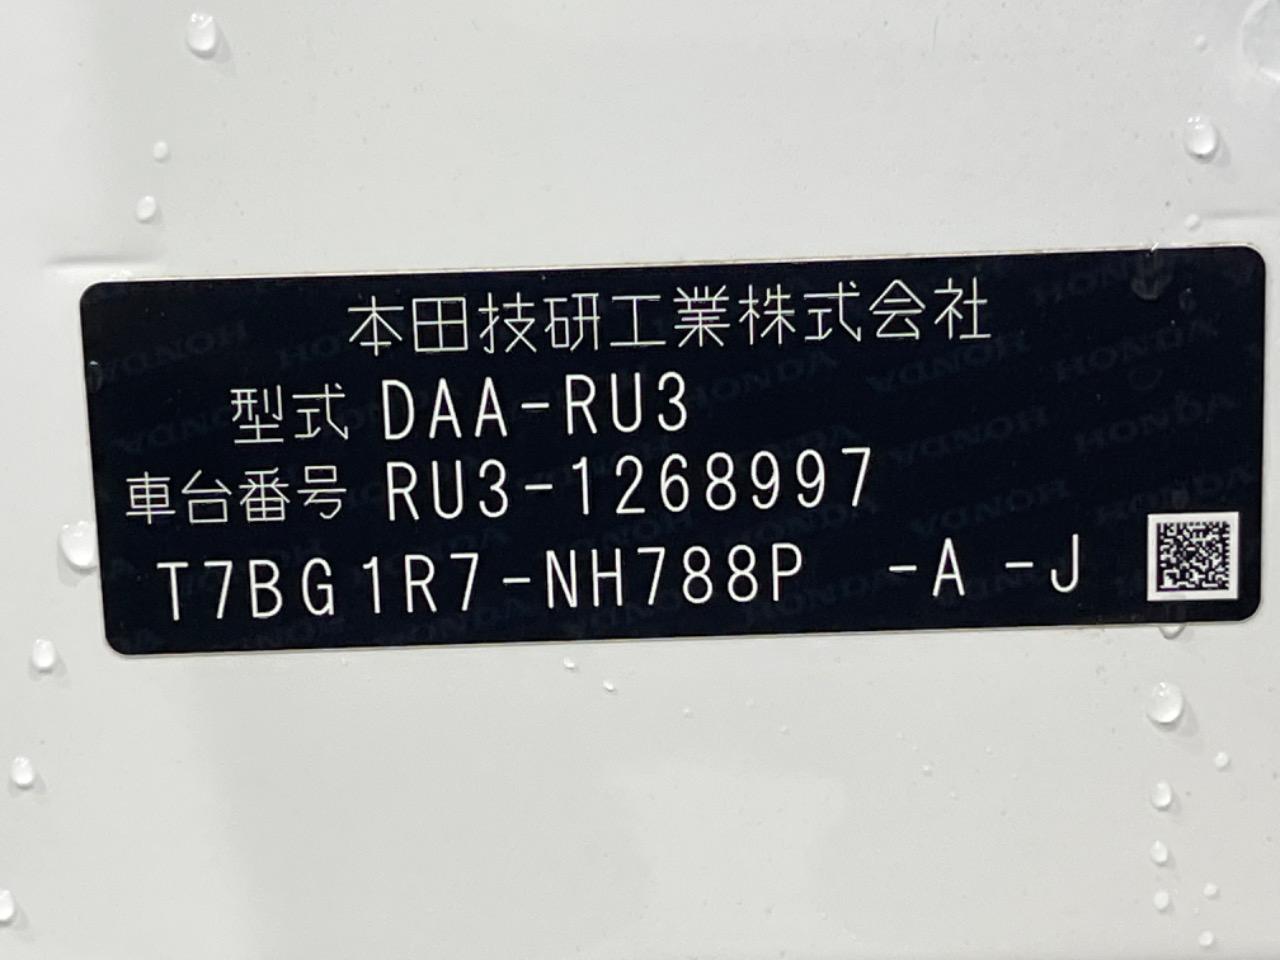 本田技研工業株式会社
型式 DAA-RU3
車台番号 RU3-1268997
T7BG1R7-NH788P -A -J